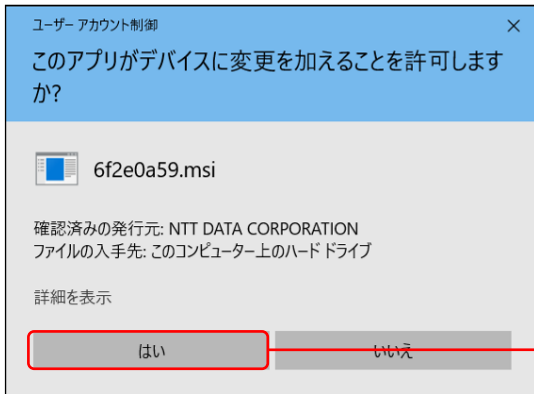 ユーザー アカウント制御
このアプリがデバイスに変更を加えることを許可します
か?
6f2e0a59.msi
確認済みの発行元: NTT DATA CORPORATION
ファイルの入手先: このコンピューター上のハード ドライブ
詳細を表示
はい
いいえ